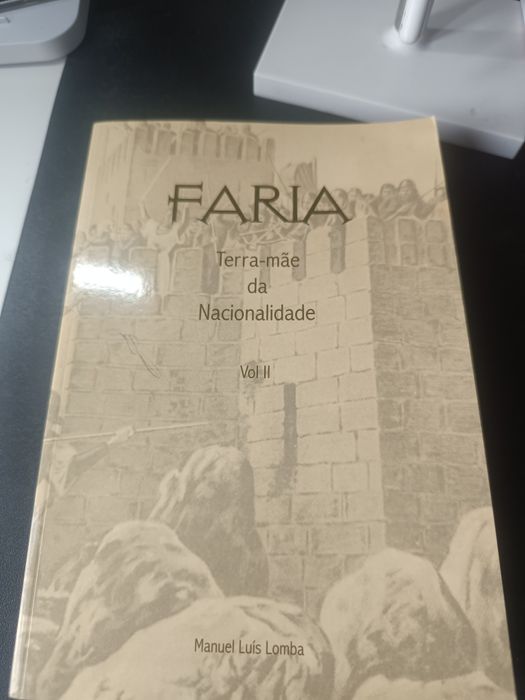 FARIA
Terra-mãe
da
Nacionalidade
Vol II
Manuel Luís Lomba